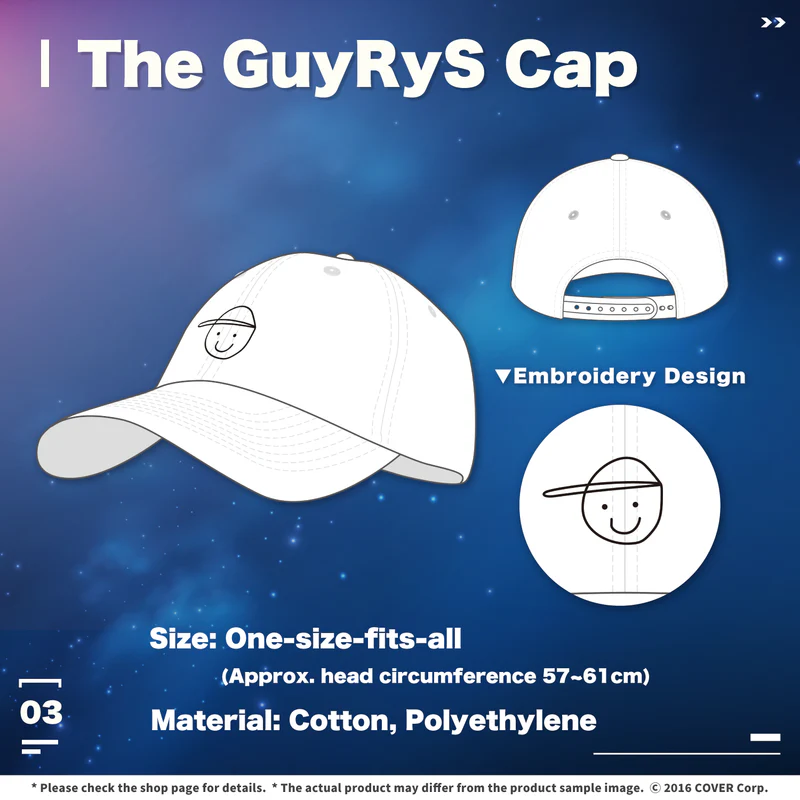 The GuyRyS Cap
▼Embroidery Design
Size: One-size-fits-all
(Approx. head circumference 57~61cm)
Material: Cotton, Polyethylene
03
* Please check the shop page for details. * The actual product may differ from the product sample image. © 2016 COVER Corp.